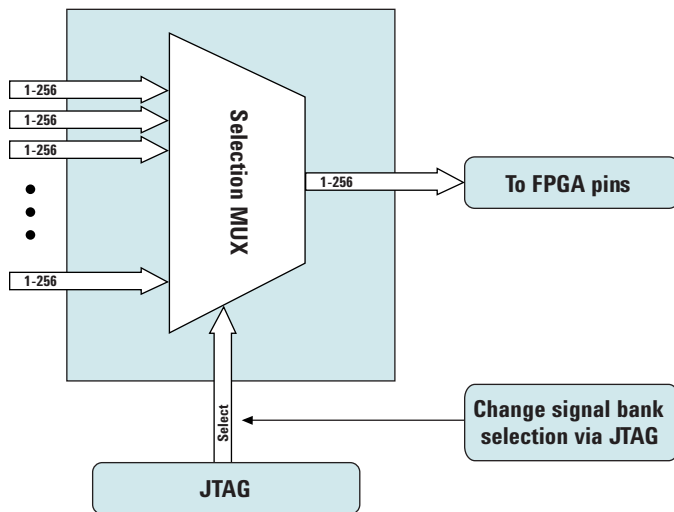 1-256
1-256
1-256
1-256
Selection MUX
1-256
To FPGA pins
Select
Change signal bank
selection via JTAG
JTAG